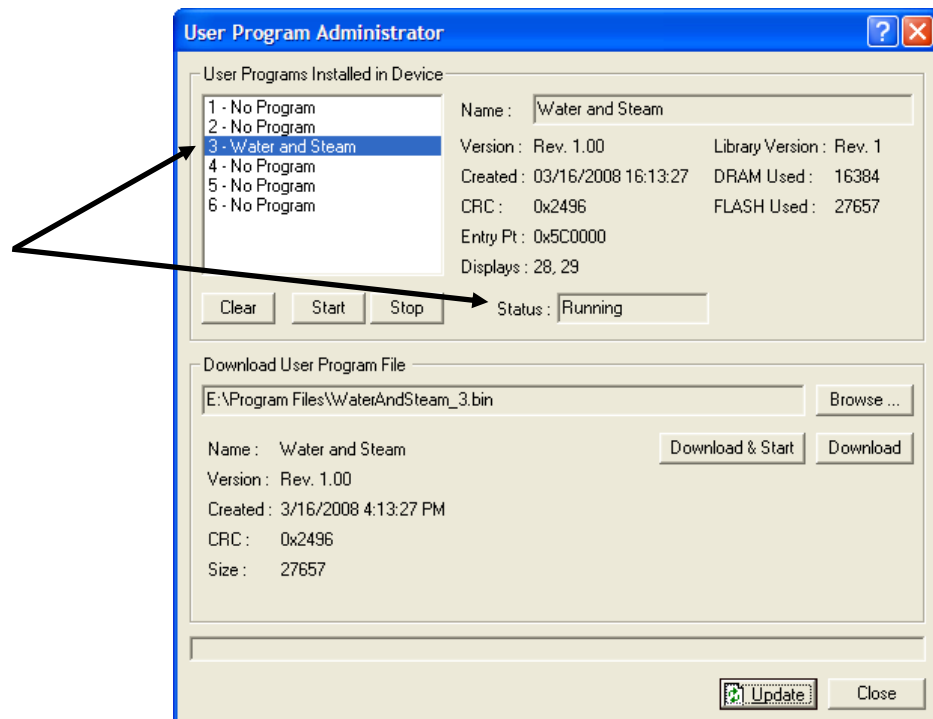 User Program Administrator
User Programs Installed in Device
1 - No Program
2 - No Program
3 - Water and Steam
4 - No Program
5 - No Program
6 - No Program
Name : Water and Steam
Version : Rev. 1.00 Library Version : Rev. 1
Created : 03/16/2008 16:13:27 DRAM Used : 16384
CRC : 0x2496 FLASH Used : 27657
Entry Pt : 0x5C0000
Displays : 28, 29
Clear Start Stop Status : Running
Download User Program File
E:\Program Files\WaterAndSteam_3.bin Browse ...
Name : Water and Steam Download & Start Download
Version : Rev. 1.00
Created : 3/16/2008 4:13:27 PM
CRC : 0x2496
Size : 27657
Update Close